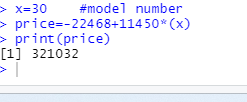 > x=30    #model number
> price=-22468+11450*(x)
> print(price)
[1] 321032
>